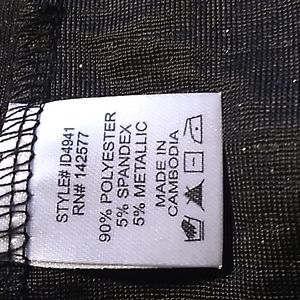 STYLE# ID4941
RN# 142577
90% POLYESTER
5% SPANDEX
5% METALLIC
MADE IN
CAMBODIA